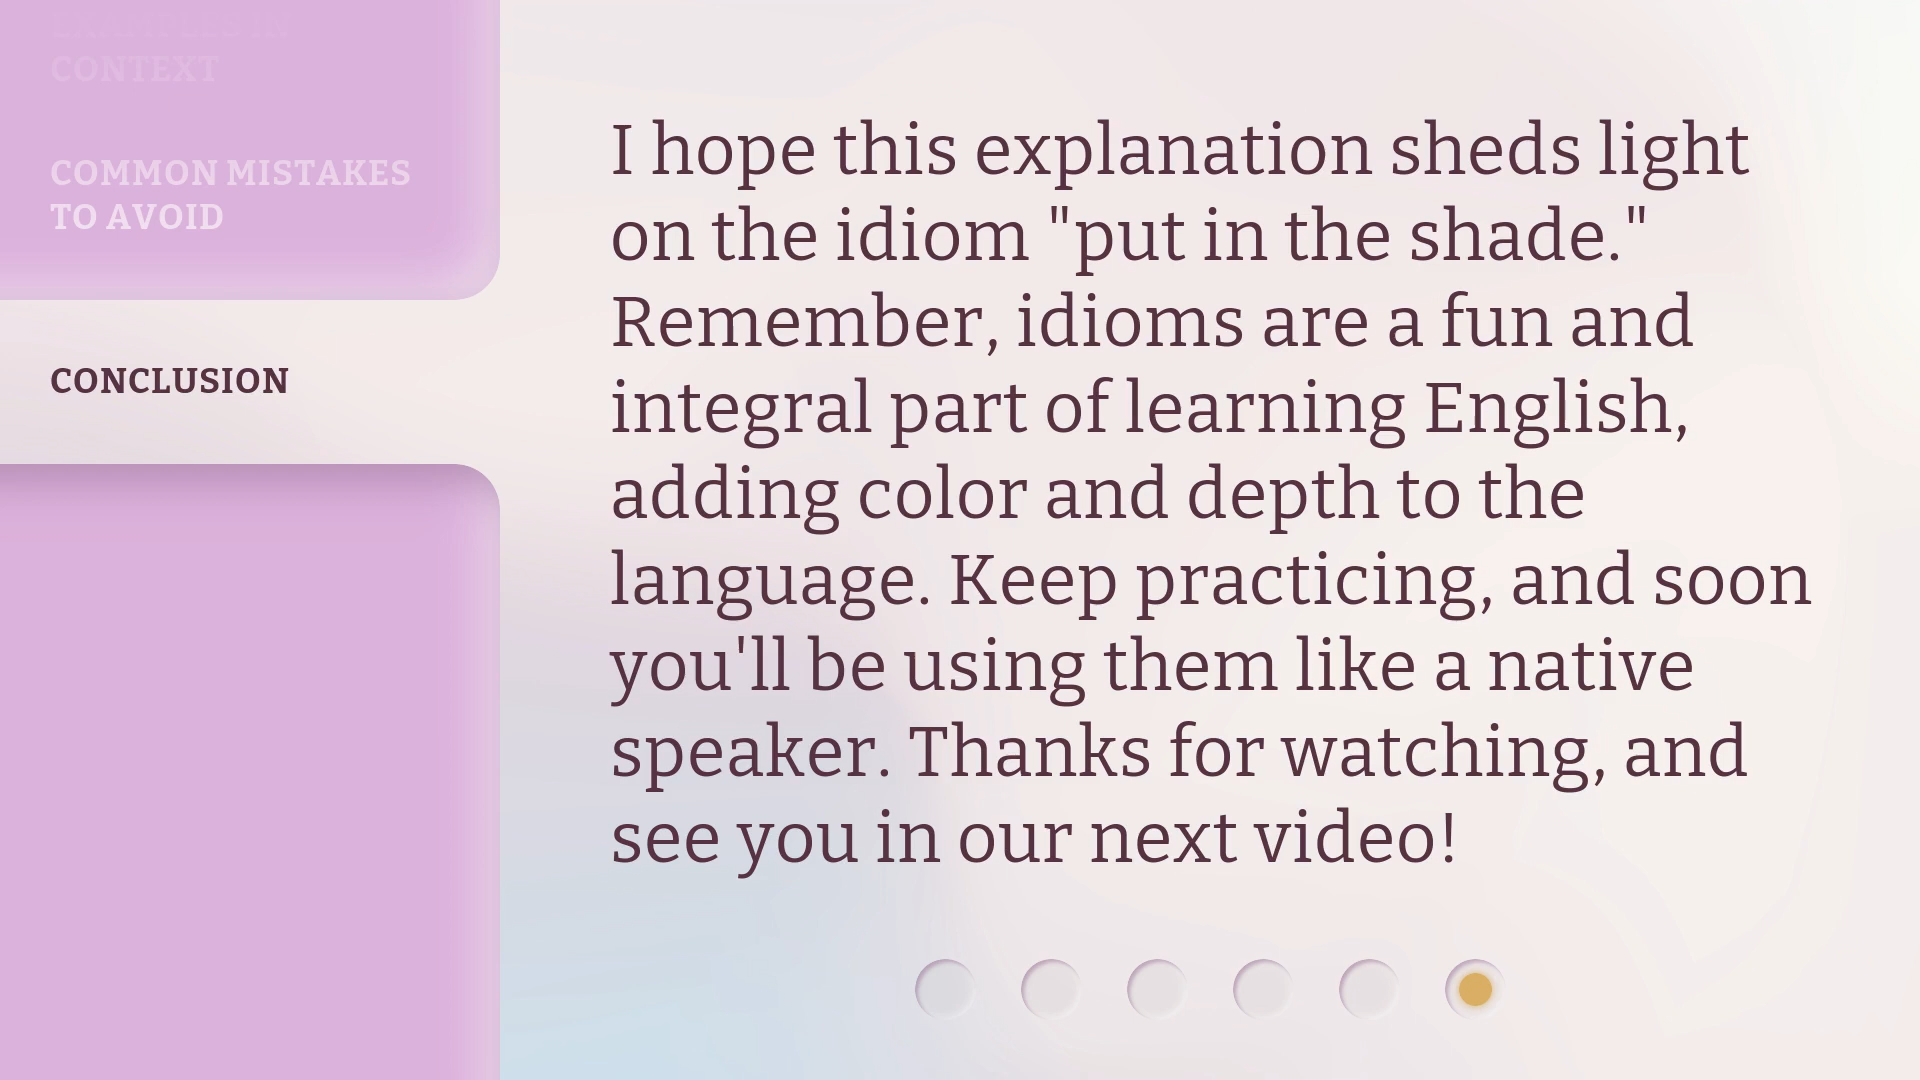 EXAMPLES IN
CONTEXT
COMMON MISTAKES
TO AVOID
CONCLUSION
I hope this explanation sheds light
on the idiom "put in the shade."
Remember, idioms are a fun and
integral part of learning English,
adding color and depth to the
language. Keep practicing, and soon
you'll be using them like a native
speaker. Thanks for watching, and
see you in our next video!